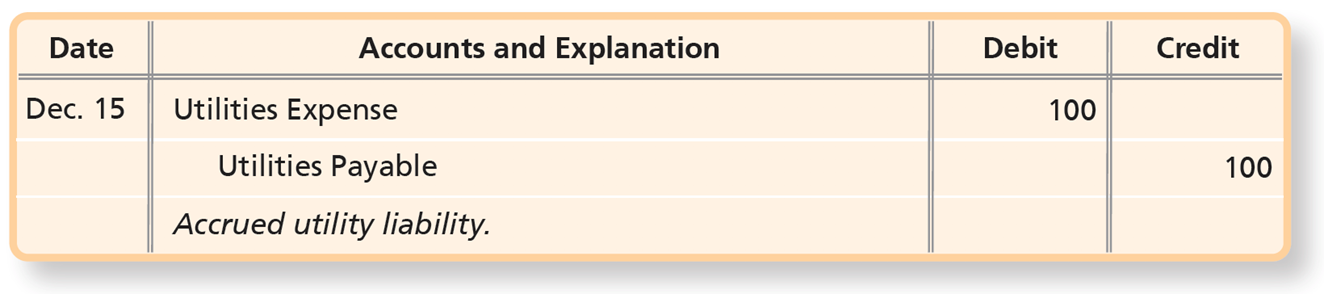 Date Accounts and Explanation Debit Credit
Dec. 15 Utilities Expense 100
Utilities Payable 100
Accrued utility liability.